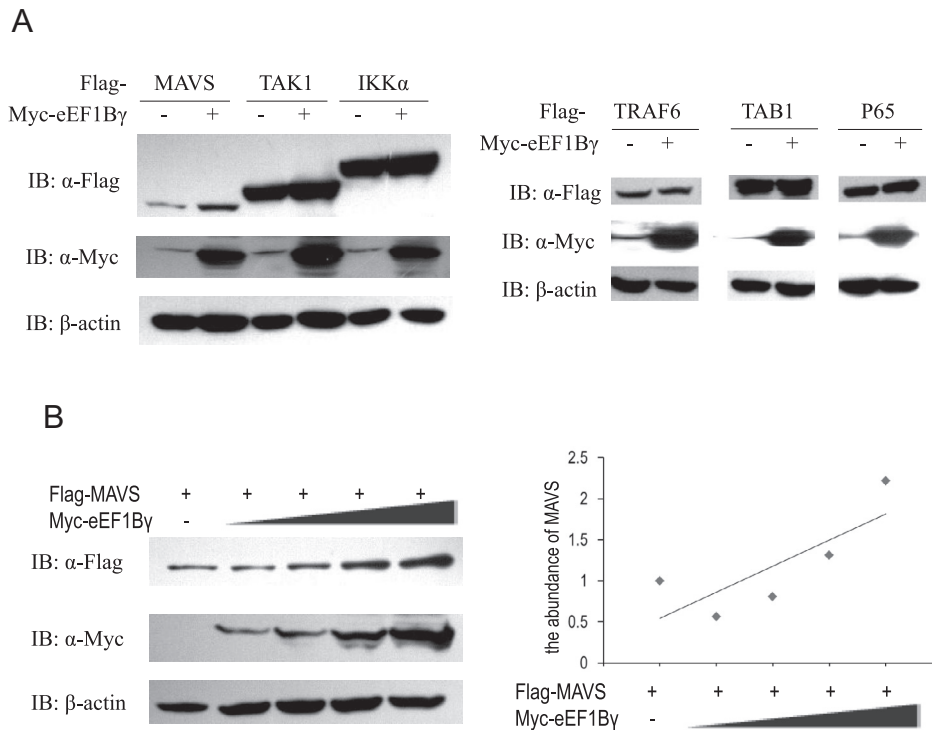 A
Flag- MAVS TAK1 IKKα
Myc-eEF1Bγ - + - + - +
IB: α-Flag
IB: α-Myc
IB: β-actin
Flag- TRAF6 TAB1 P65
Myc-eEF1Bγ - + - + - +
IB: α-Flag
IB: α-Myc
IB: β-actin
B
Flag-MAVS + + + + +
Myc-eEF1Bγ -
IB: α-Flag
IB: α-Myc
IB: β-actin
the abundance of MAVS
2.5
2
1.5
1
0.5
0
Flag-MAVS + + + + +
Myc-eEF1Bγ -